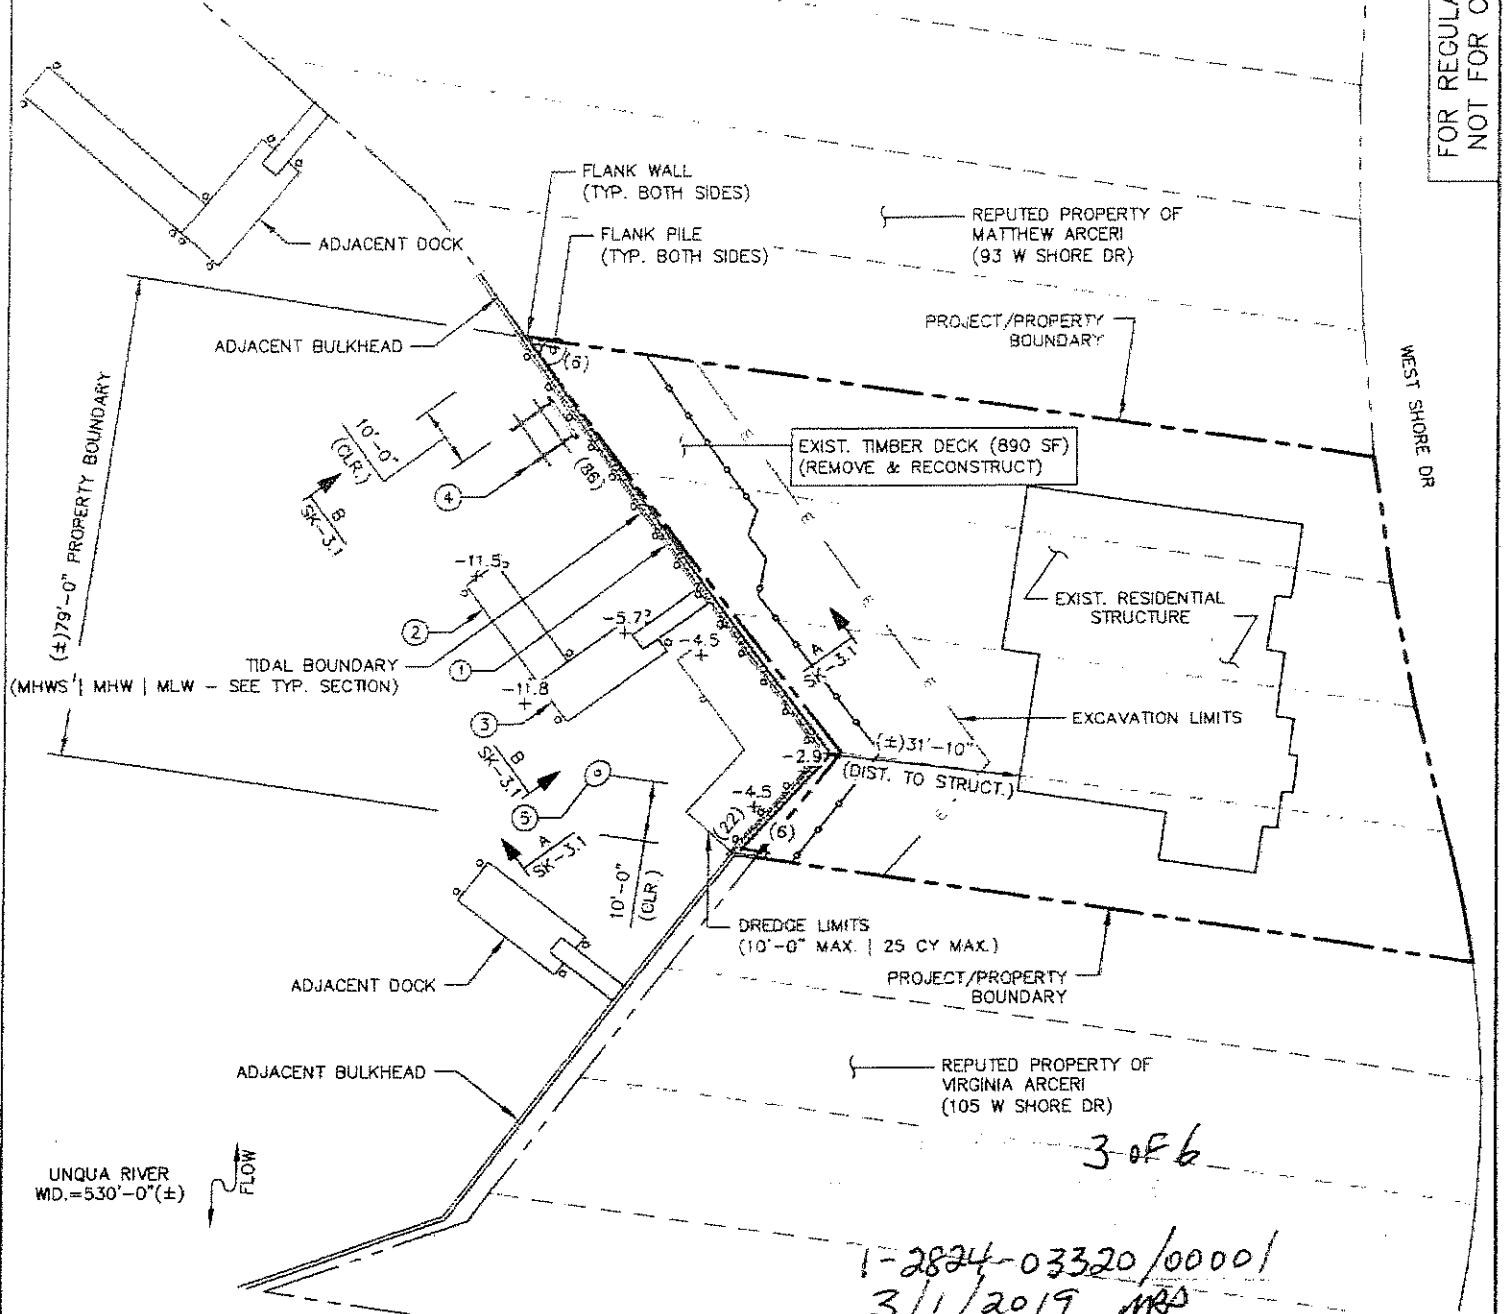 FOR REGULA
NOT FOR C
FLANK WALL
(TYP. BOTH SIDES)
FLANK PILE
(TYP. BOTH SIDES)
REPUTED PROPERTY OF
MATTHEW ARCERI
(93 W SHORE DR)
ADJACENT DOCK
PROJECT/PROPERTY
BOUNDARY
ADJACENT BULKHEAD
(6)
WEST SHORE DR
(±)79'-0" PROPERTY BOUNDARY
10'-0"
(CLR.)
EXIST. TIMBER DECK (890 SF)
(REMOVE & RECONSTRUCT)
E
(86)
4
B
SK-3.1
-11.5
EXIST. RESIDENTIAL
STRUCTURE
-5.7
2
-4.5
A
SK-3.1
TIDAL BOUNDARY
(MHWS | MHW | MLW - SEE TYP. SECTION)
1
-11.8
3
EXCAVATION LIMITS
B
SK-3.1
(±)31'-10"
(DIST. TO STRUCT.)
-2.9
-4.5
5
(22)
(6)
A
SK-3.1
10'-0"
(CLR.)
DREDGE LIMITS
(10'-0" MAX. | 25 CY MAX.)
ADJACENT DOCK
PROJECT/PROPERTY
BOUNDARY
ADJACENT BULKHEAD
REPUTED PROPERTY OF
VIRGINIA ARCERI
(105 W SHORE DR)
3 OF 6
UNQUA RIVER
WID.=530'-0"(±)
FLOW
1-2824-03320/00001
3/1/2019